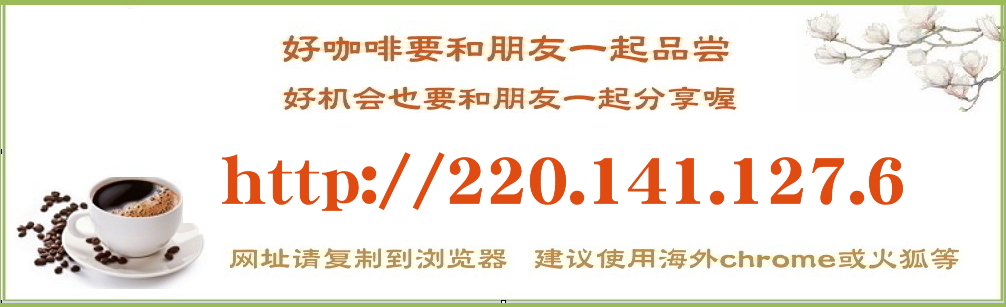 好咖啡要和朋友一起品尝
好机会也要和朋友一起分享喔
http://220.141.127.6
网址请复制到浏览器 建议使用海外chrome或火狐等